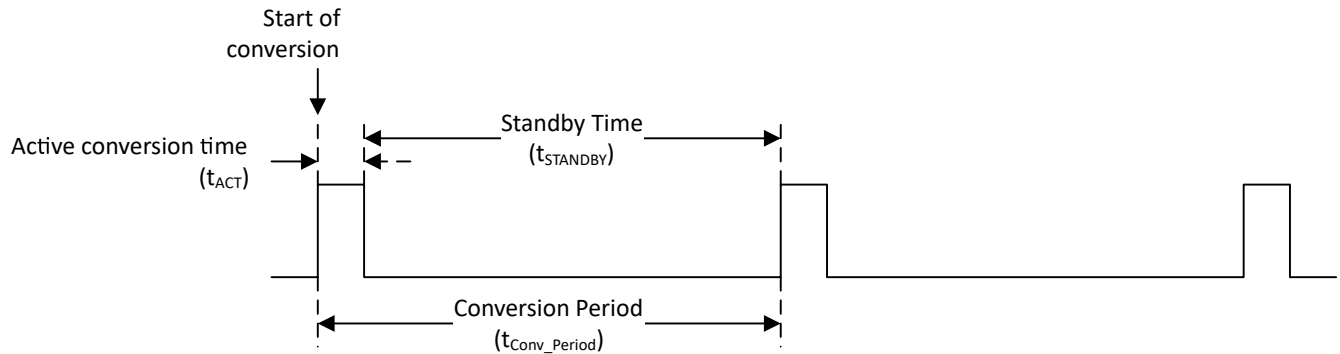 Start of
conversion
Active conversion time
(tACT)
Standby Time
(tSTANDBY)
Conversion Period
(tConv_Period)